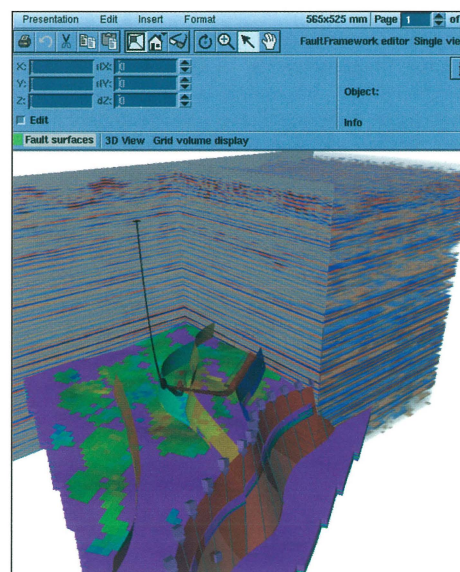 Presentation Edit Insert Format 565x525 mm Page 1 of
FaultFramework editor Single vie
X: dX: 0
Y: dY: 0
Z: dZ: 0
Object:
Edit
Info
Fault surfaces 3D View Grid volume display